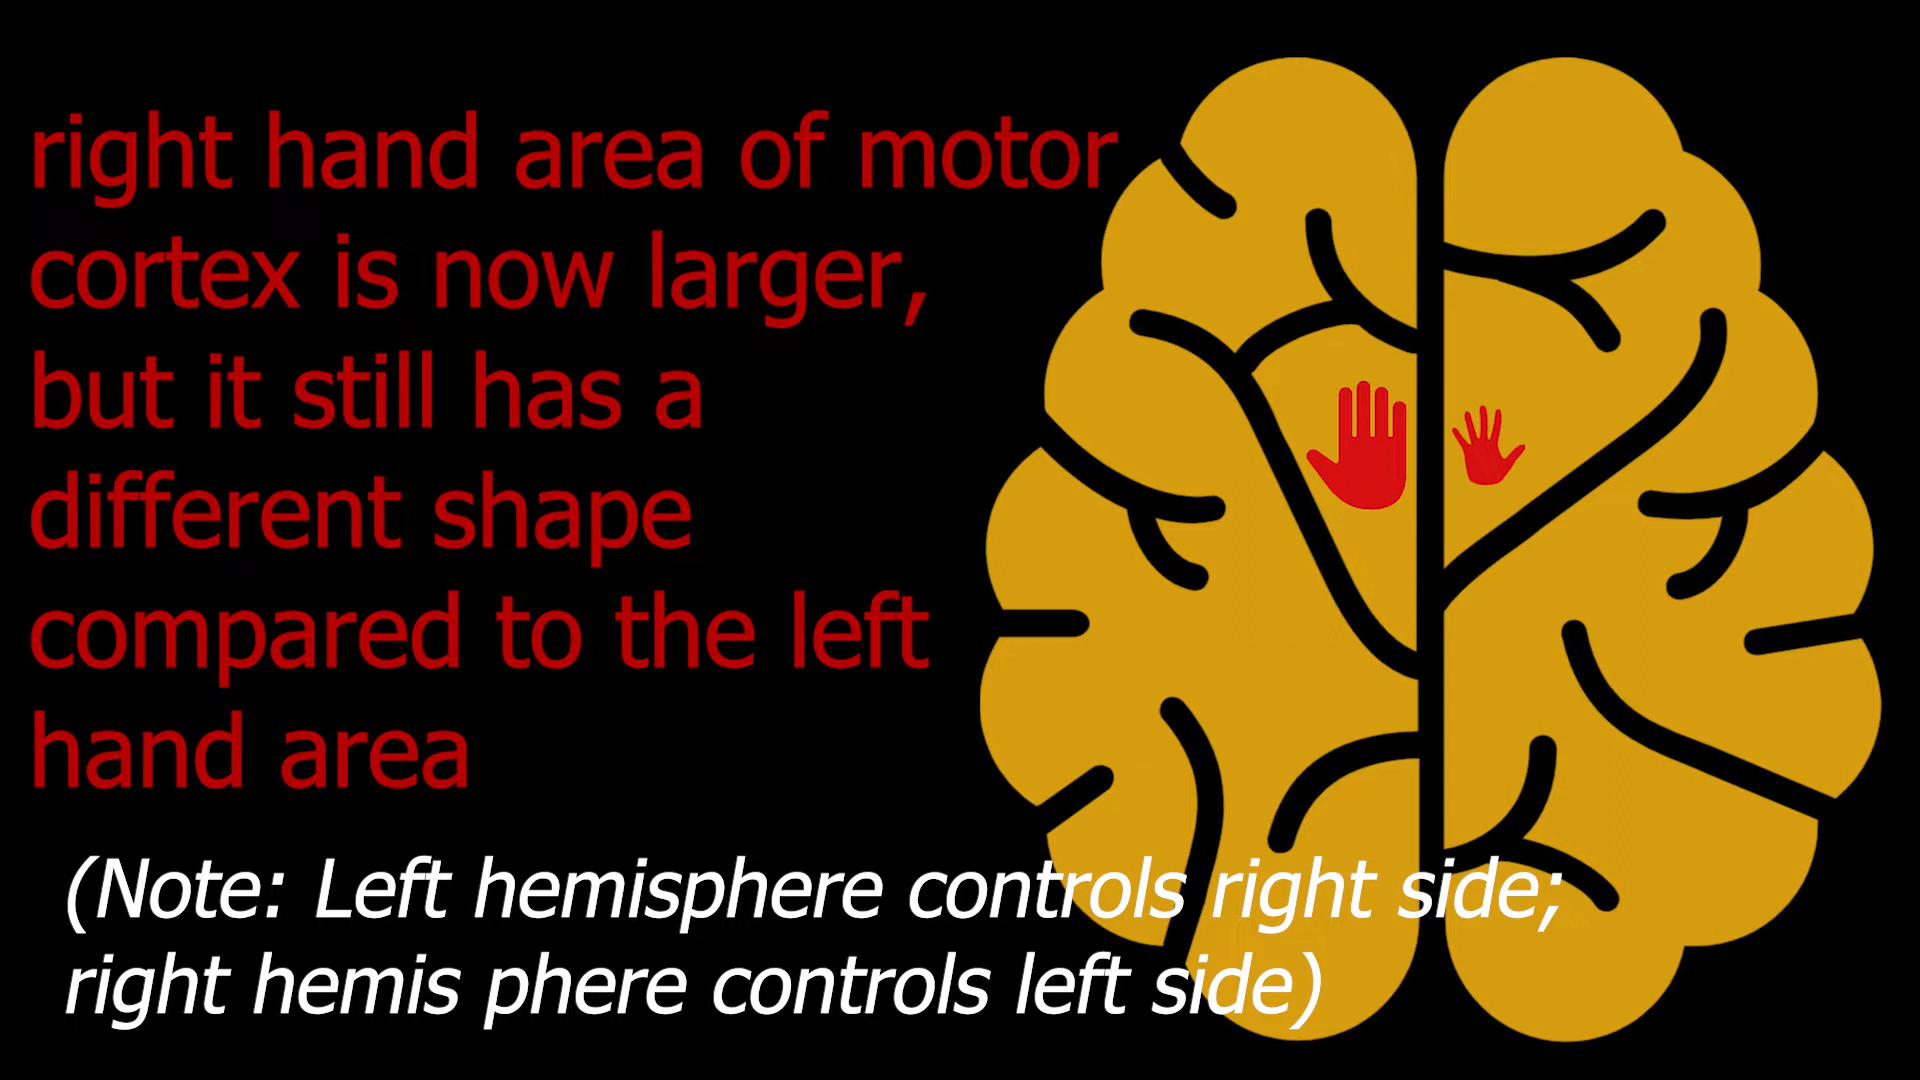 right hand area of motor
cortex is now larger,
but it still has a
different shape
compared to the left
hand area
(Note: Left hemisphere controls right side;
right hemis phere controls left side)